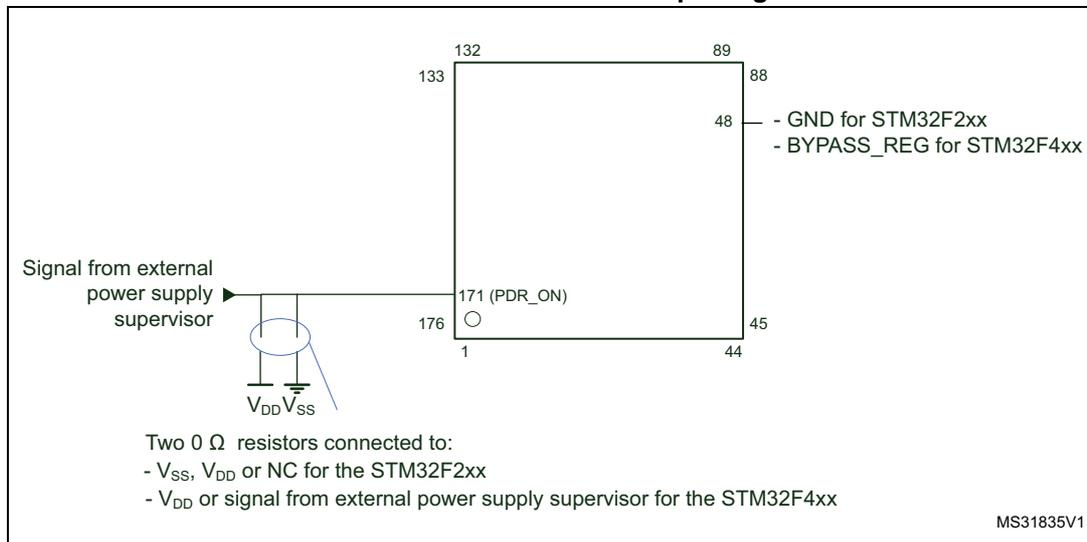 132
89
133
88
48
- GND for STM32F2xx
- BYPASS_REG for STM32F4xx
Signal from external
power supply
supervisor
171 (PDR_ON)
176
45
1
44
VDD VSS
Two 0 Ω resistors connected to:
- VSS, VDD or NC for the STM32F2xx
- VDD or signal from external power supply supervisor for the STM32F4xx
MS31835V1